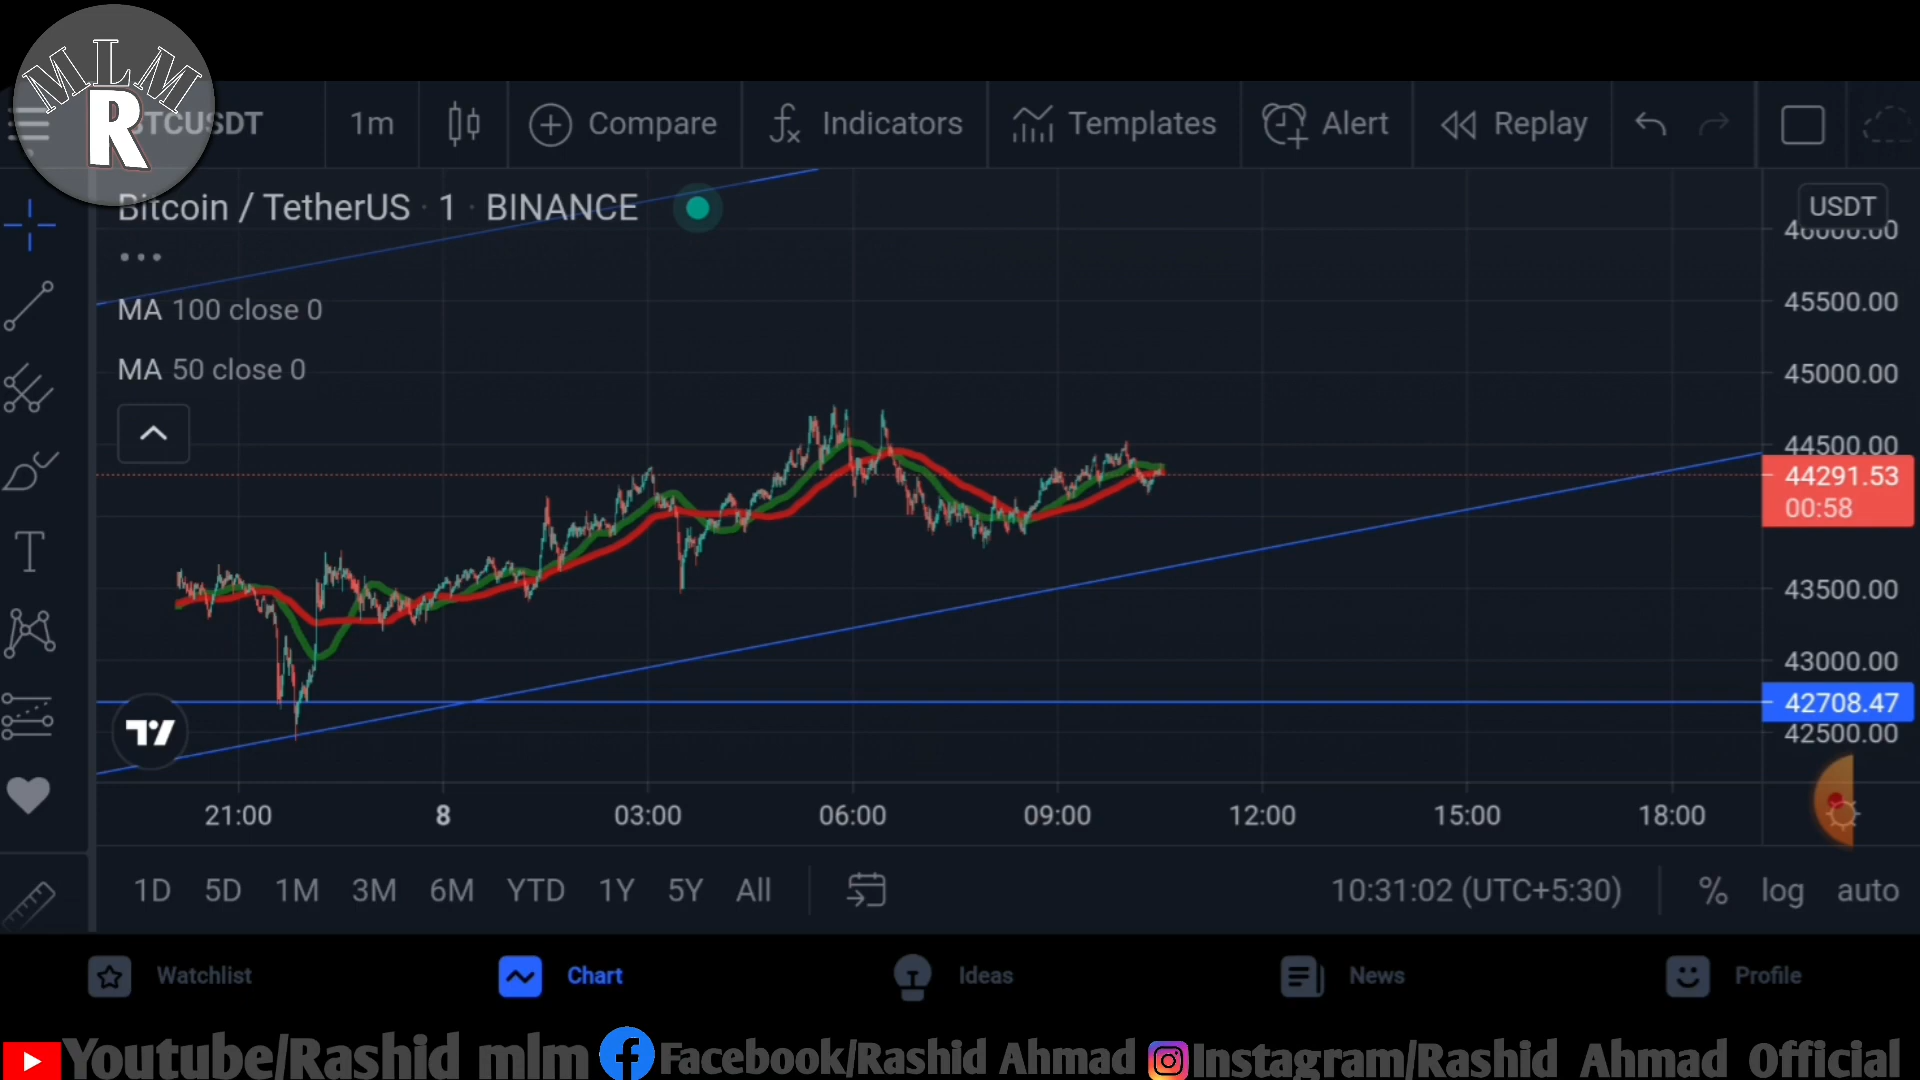 MLM
R
BTCUSDT 1m Compare Indicators Templates Alert Replay
Bitcoin / TetherUS · 1 · BINANCE
USDT
46000.00
MA 100 close 0
45500.00
MA 50 close 0
45000.00
44500.00
44291.53
00:58
43500.00
43000.00
42708.47
42500.00
21:00 8 03:00 06:00 09:00 12:00 15:00 18:00
1D 5D 1M 3M 6M YTD 1Y 5Y All 10:31:02 (UTC+5:30) % log auto
Watchlist Chart Ideas News Profile
Youtube/Rashid mlm Facebook/Rashid Ahmad Instagram/Rashid Ahmad Official